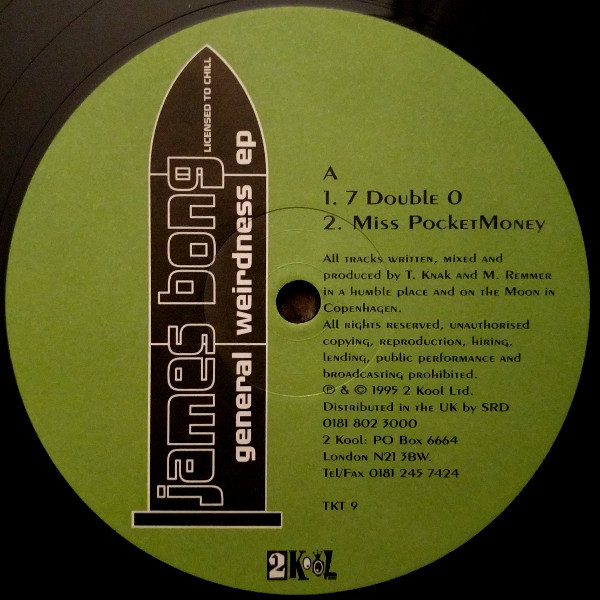 LICENSED TO CHILL
james bong
general weirdness ep
A
1. 7 Double 0
2. Miss PocketMoney
All tracks written, mixed and
produced by T. Knak and M. Remmer
in a humble place and on the Moon in
Copenhagen.
All rights reserved, unauthorised
copying, reproduction, hiring,
lending, public performance and
broadcasting prohibited.
℗ & © 1995 2 Kool Ltd.
Distributed in the UK by SRD
0181 802 3000
2 Kool: PO Box 6664
London N21 3BW.
Tel/Fax 0181 245 7424
TKT 9
2 KOOL